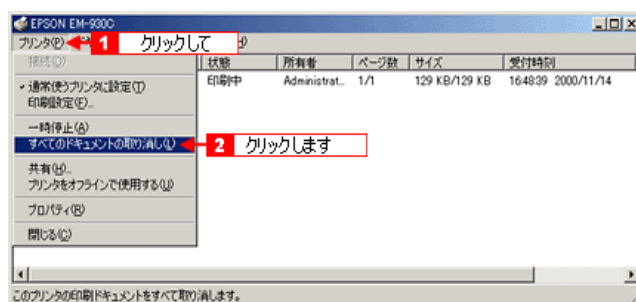 EPSON EM-930C
プリンタ(P) 1 クリックして
接続(O) 状態 所有者 ページ数 サイズ 受付時刻
印刷中 Administrat... 1/1 129 KB/129 KB 16:48:39 2000/11/14
通常使うプリンタに設定(T)
印刷設定(E)...
一時停止(A)
すべてのドキュメントの取り消し(L) 2 クリックします
共有(H)...
プリンタをオフラインで使用する(U)
プロパティ(R)
閉じる(C)
このプリンタの印刷ドキュメントをすべて取り消します。